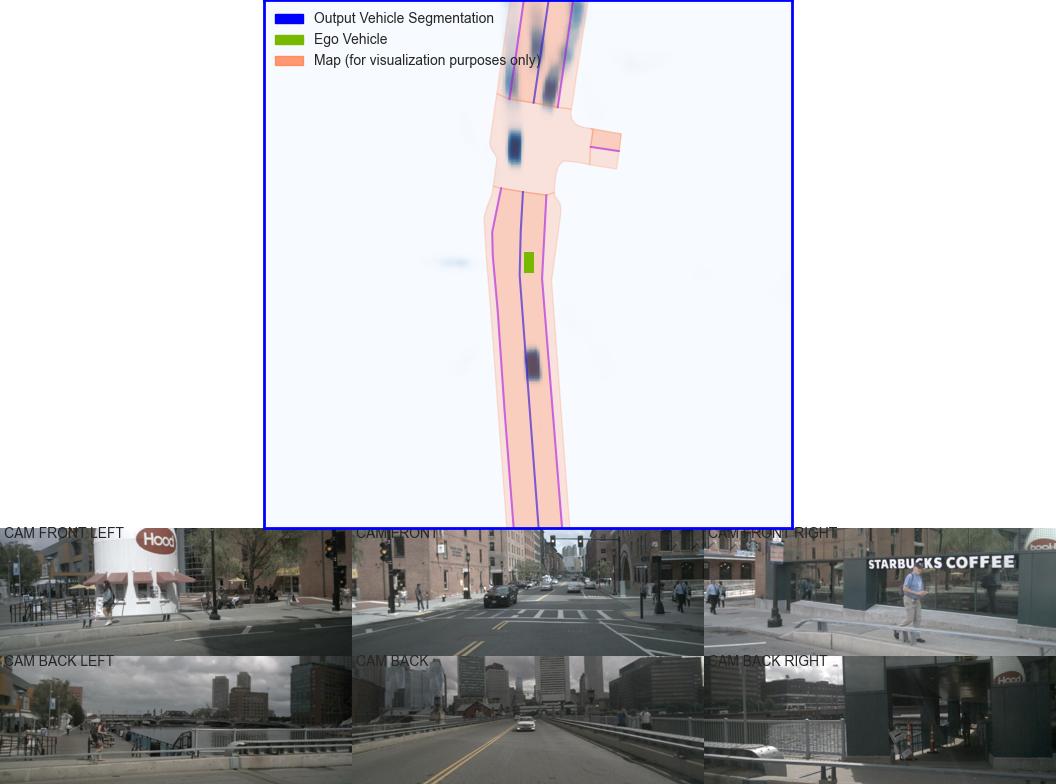 Output Vehicle Segmentation
Ego Vehicle
Map (for visualization purposes only)
CAM FRONT LEFT
CAM FRONT
CAM FRONT RIGHT
Hood
STARBUCKS COFFEE
CAM BACK LEFT
CAM BACK
CAM BACK RIGHT
Hood